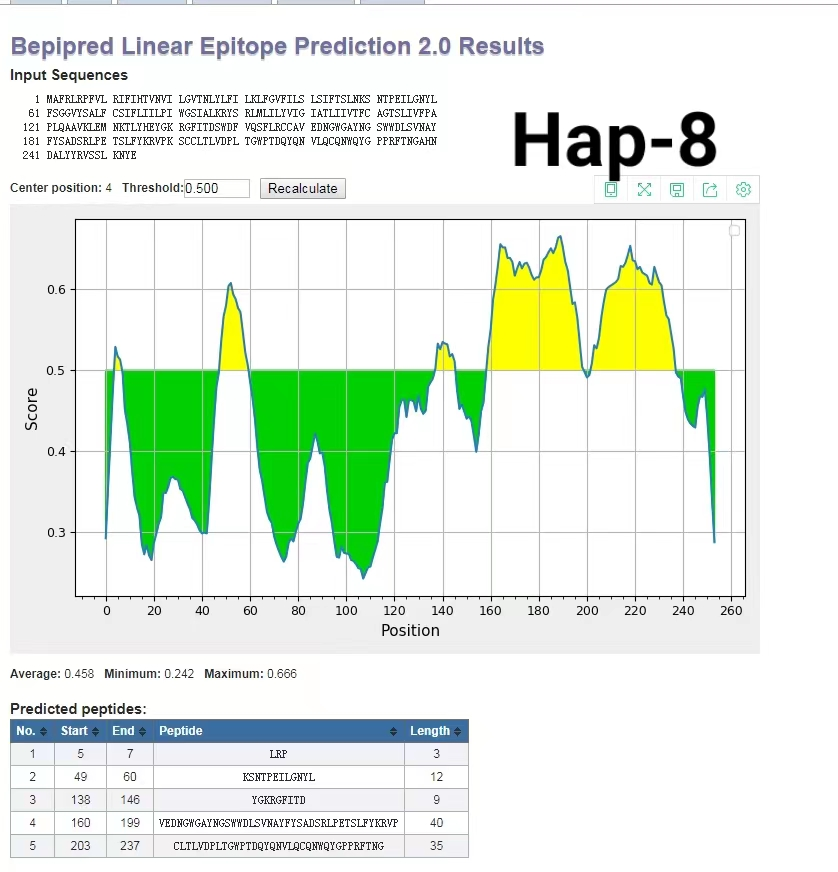 Bepipred Linear Epitope Prediction 2.0 Results
Input Sequences
1 MAFRLRPFVL RIFIHTVNVI LGVTNLYLFI LKLFGVFILS LSIFTSLNKS NTPEILGNYL
61 FSGGVYSALF CSIFLIILPI WGSIALKRYS RLMLILYVIG IATLIIVTFC AGTSLIVFPA
121 PLQAAVKLEM NKTLYHEYGK RGFITDSWDF VQSFLRCCAV EDNGWGAYNG SWWDLSVNAY
181 FYSADSRLPE TSLFYKRVPK SCCLTLVDPL TGWPTDQYQN VLQCQNWQYG PPRFTNGAHN
241 DALYYRVSSL KNYE
Hap-8
Center position: 4 Threshold: 0.500 Recalculate
0.6
0.5
0.4
0.3
Score
0 20 40 60 80 100 120 140 160 180 200 220 240 260
Position
Average: 0.458 Minimum: 0.242 Maximum: 0.666
Predicted peptides:
No. Start End Peptide Length
1 5 7 LRP 3
2 49 60 KSNTPEILGNYL 12
3 138 146 YGKRGFITD 9
4 160 199 VEDNGWGAYNGSWWDLSVNAYFYSADSRLPETSLFYKRVP 40
5 203 237 CLTLVDPLTGWPTDQYQNVLQCQNWQYGPPRFTNG 35